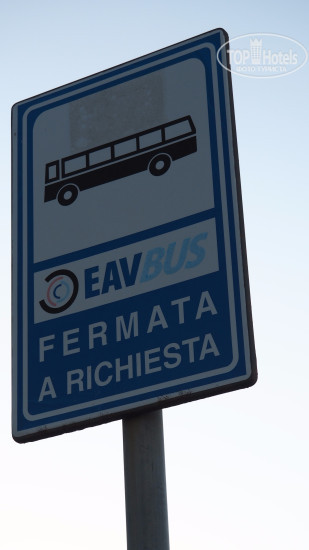 TOP Hotels
EAVBUS
FERMATA
A RICHIESTA